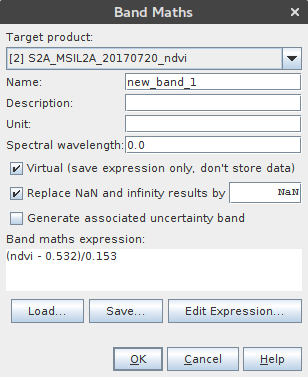 Band Maths
Target product:
[2] S2A_MSIL2A_20170720_ndvi
Name: new_band_1
Description:
Unit:
Spectral wavelength: 0.0
Virtual (save expression only, don't store data)
Replace NaN and infinity results by NaN
Generate associated uncertainty band
Band maths expression:
(ndvi - 0.532)/0.153
Load... Save... Edit Expression...
OK Cancel Help